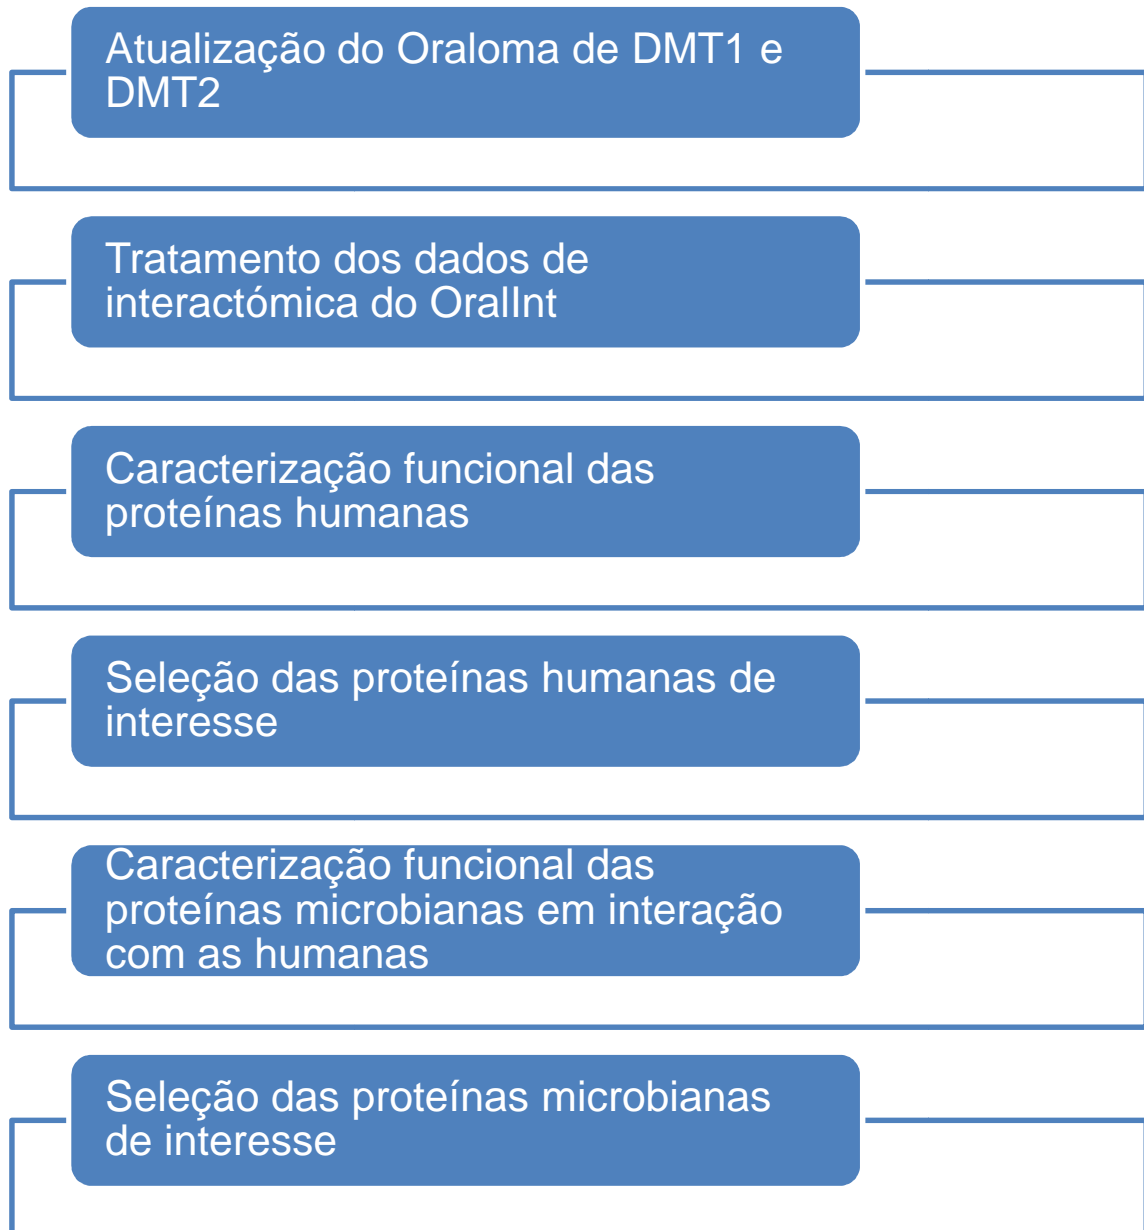 Atualização do Oraloma de DMT1 e
DMT2
Tratamento dos dados de
interactómica do OralInt
Caracterização funcional das
proteínas humanas
Seleção das proteínas humanas de
interesse
Caracterização funcional das
proteínas microbianas em interação
com as humanas
Seleção das proteínas microbianas
de interesse